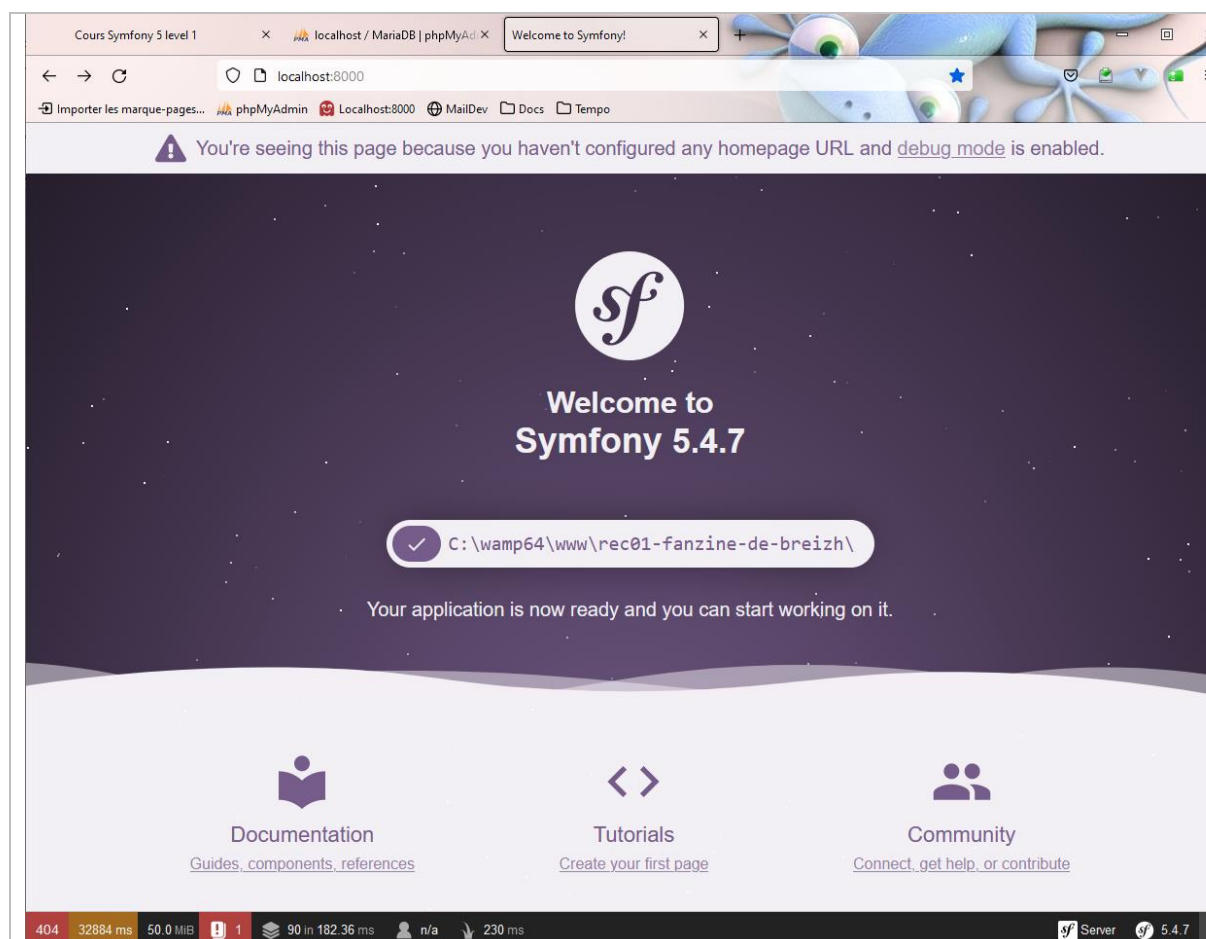 Cours Symfony 5 level 1
localhost / MariaDB | phpMyAd
Welcome to Symfony!
localhost:8000
Importer les marque-pages...
phpMyAdmin
Localhost:8000
MailDev
Docs
Tempo
You're seeing this page because you haven't configured any homepage URL and debug mode is enabled.
sf
Welcome to
Symfony 5.4.7
C:\wamp64\www\rec01-fanzine-de-breizh\
Your application is now ready and you can start working on it.
Documentation
Guides, components, references
Tutorials
Create your first page
Community
Connect, get help, or contribute
404 32884 ms 50.0 MiB 1 90 in 182.36 ms n/a 230 ms sf Server sf 5.4.7